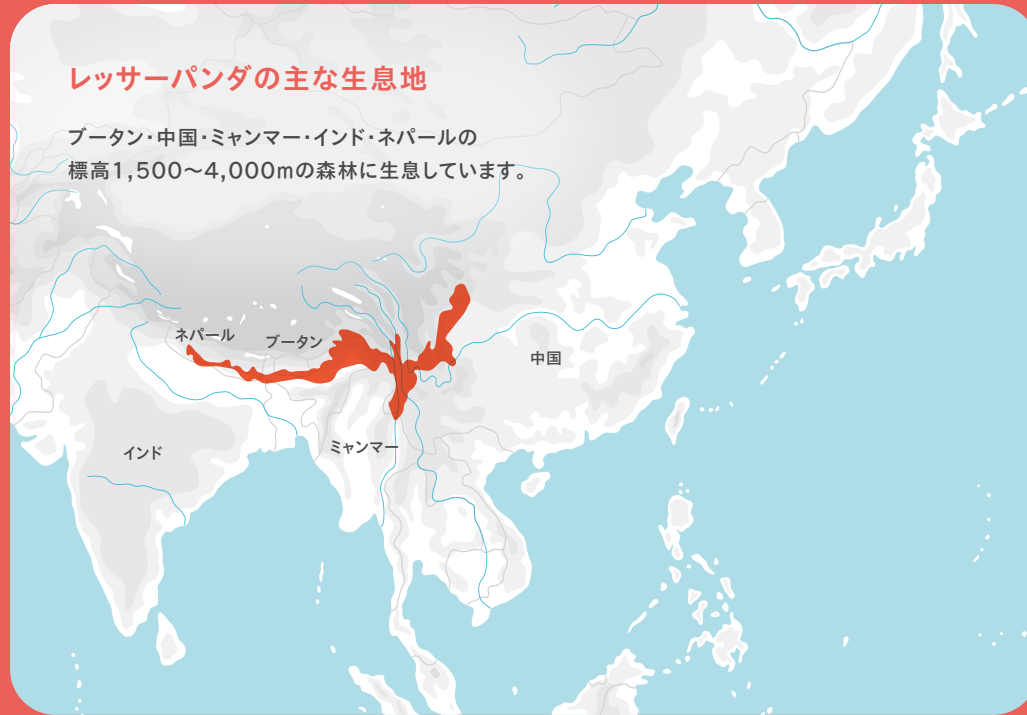 レッサーパンダの主な生息地
ブータン・中国・ミャンマー・インド・ネパールの
標高1,500〜4,000mの森林に生息しています。
ネパール
ブータン
中国
ミャンマー
インド